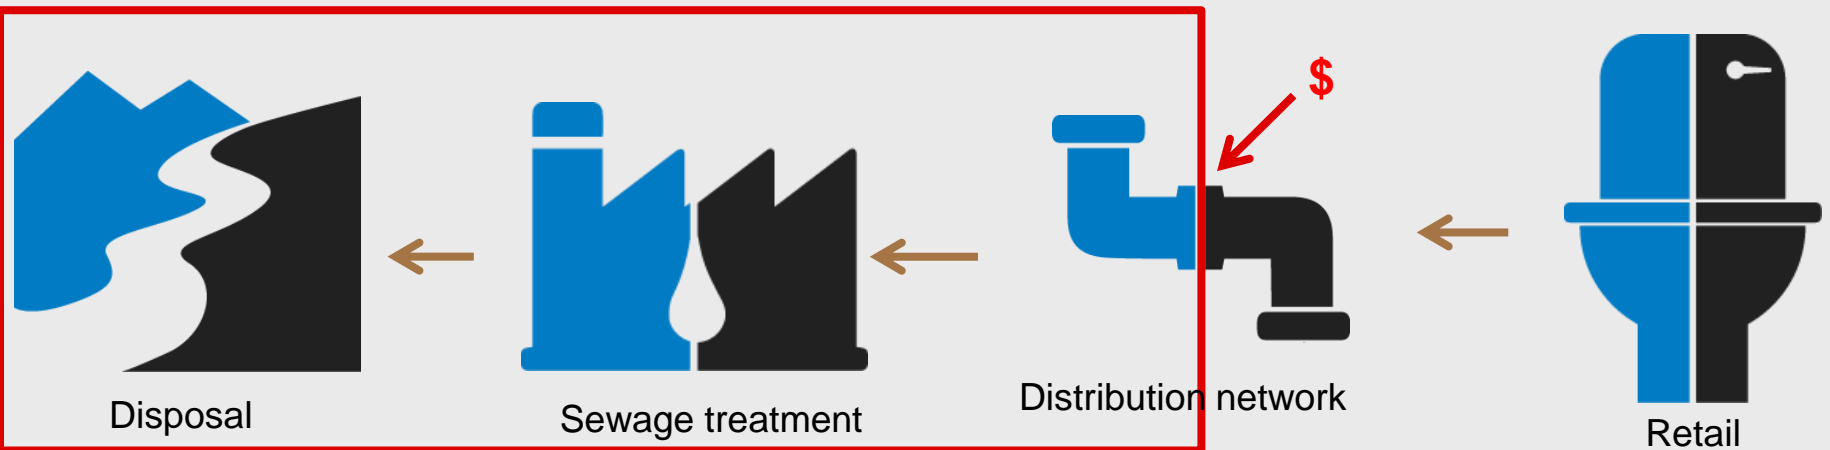 $
Disposal
Sewage treatment
Distribution network
Retail